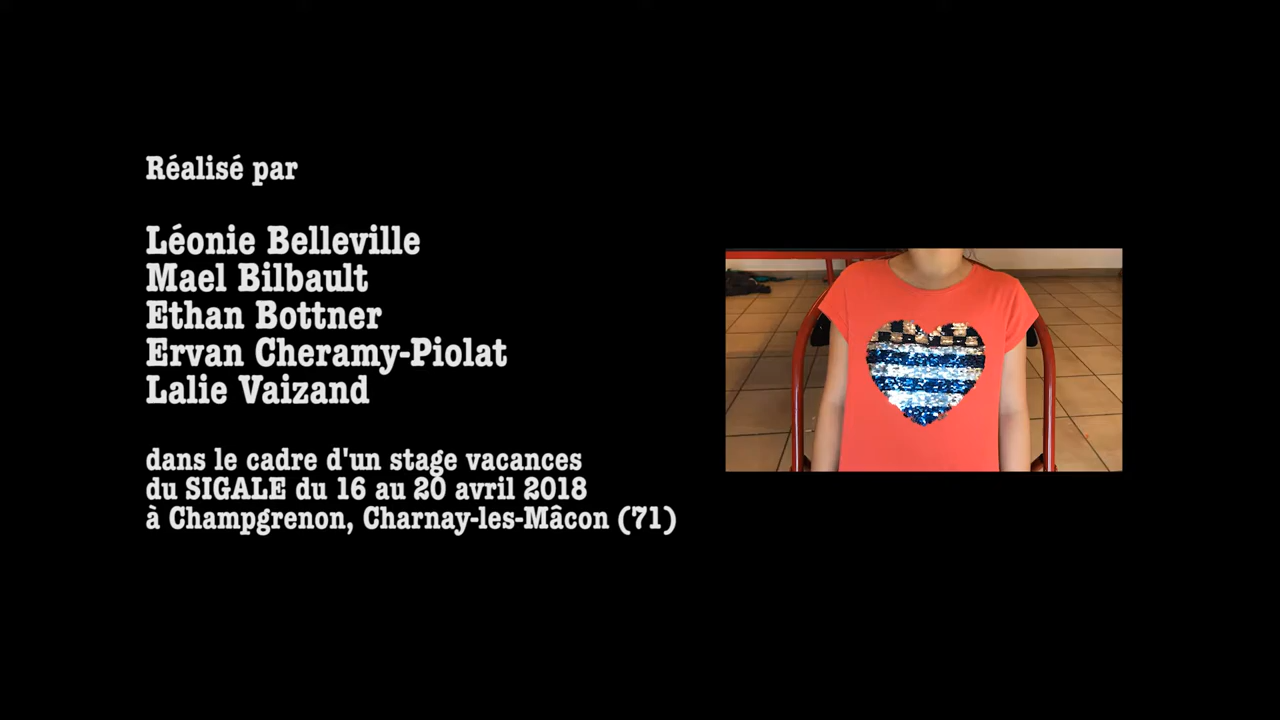 Réalisé par
Léonie Belleville
Mael Bilbault
Ethan Bottner
Ervan Cheramy-Piolat
Lalie Vaizand
dans le cadre d'un stage vacances
du SIGALE du 16 au 20 avril 2018
à Champgrenon, Charnay-les-Mâcon (71)